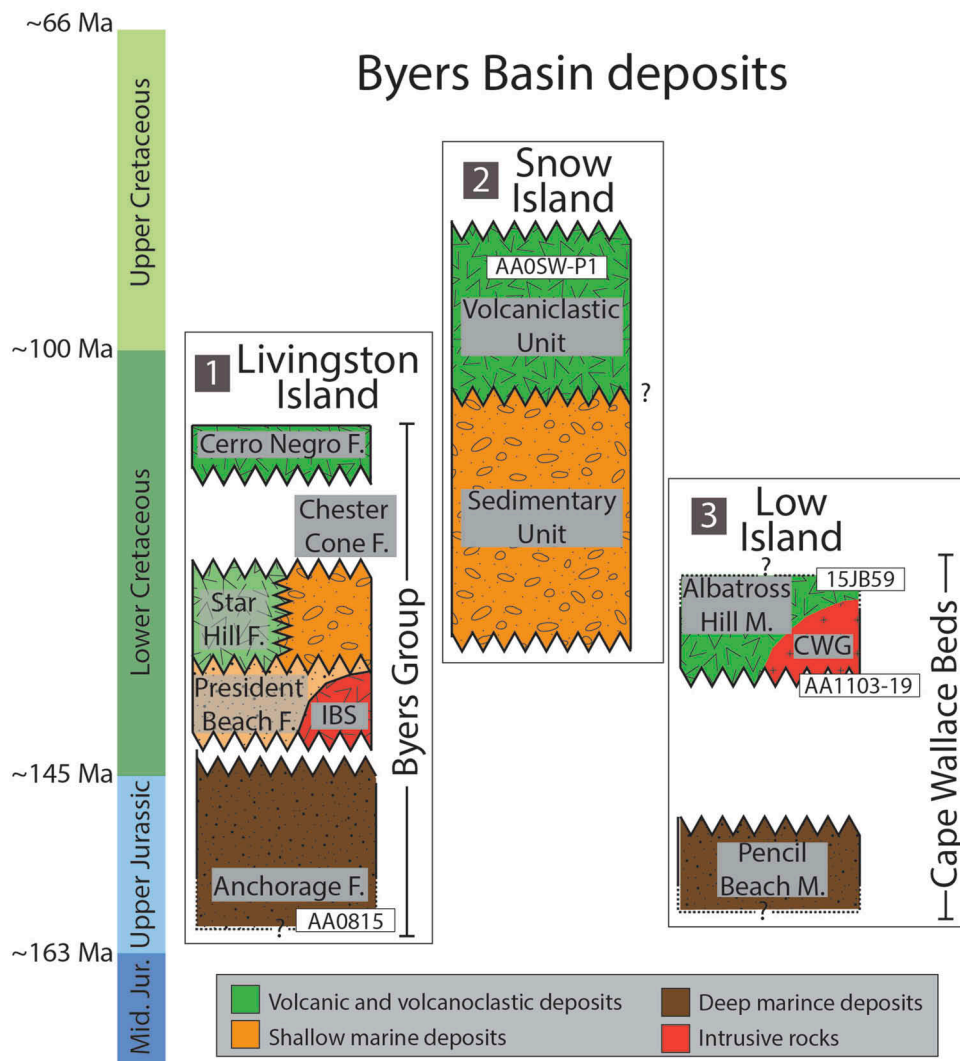 Byers Basin deposits
~66 Ma
Upper Cretaceous
~100 Ma
Lower Cretaceous
~145 Ma
Upper Jurassic
~163 Ma
Mid. Jur.
1 Livingston
Island
Cerro Negro F.
Chester
Cone F.
Star
Hill F.
President
Beach F.
IBS
Anchorage F.
?
AA0815
?
Byers Group
2 Snow
Island
AA0SW-P1
Volcaniclastic
Unit
?
Sedimentary
Unit
3 Low
Island
?
15JB59
Albatross
Hill M.
CWG
AA1103-19
Pencil
Beach M.
?
Cape Wallace Beds
Volcanic and volcanoclastic deposits
Shallow marine deposits
Deep marince deposits
Intrusive rocks